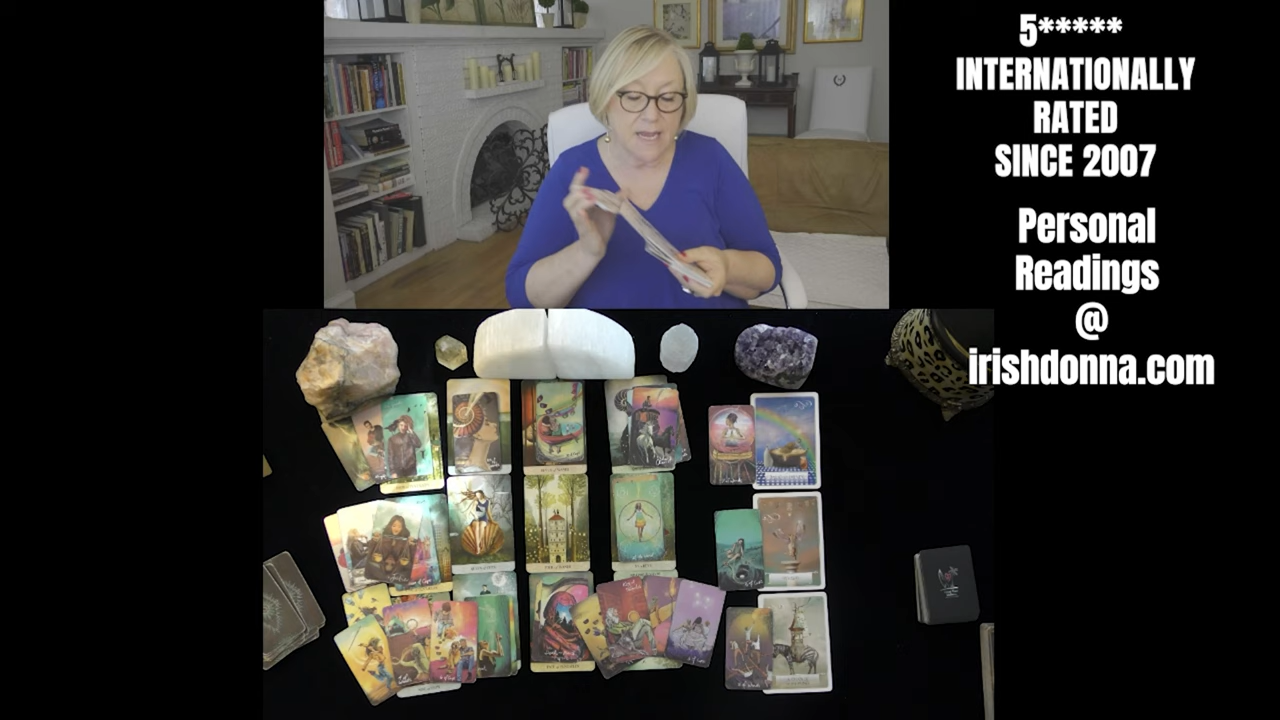 5*****
INTERNATIONALLY
RATED
SINCE 2007
Personal
Readings
@
irishdonna.com